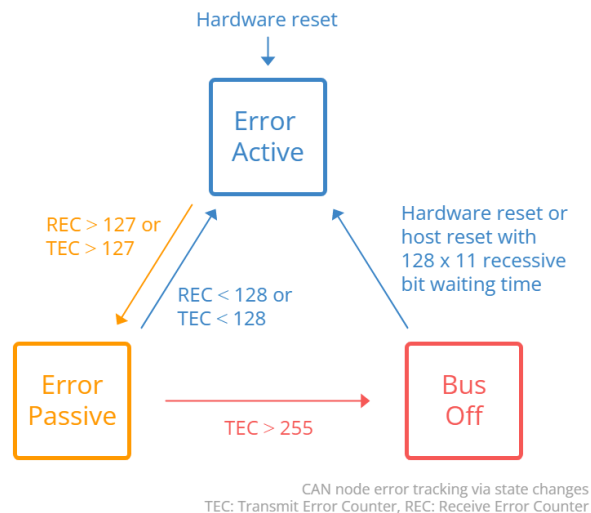 Hardware reset
Error
Active
REC > 127 or
TEC > 127
Hardware reset or
host reset with
128 x 11 recessive
bit waiting time
REC < 128 or
TEC < 128
Error
Passive
Bus
Off
TEC > 255
CAN node error tracking via state changes
TEC: Transmit Error Counter, REC: Receive Error Counter